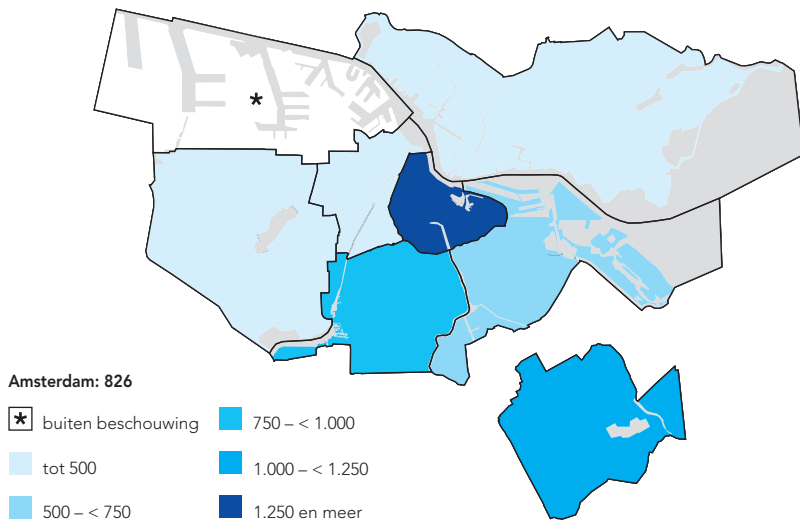 *
Amsterdam: 826
* buiten beschouwing
tot 500
500 – < 750
750 – < 1.000
1.000 – < 1.250
1.250 en meer